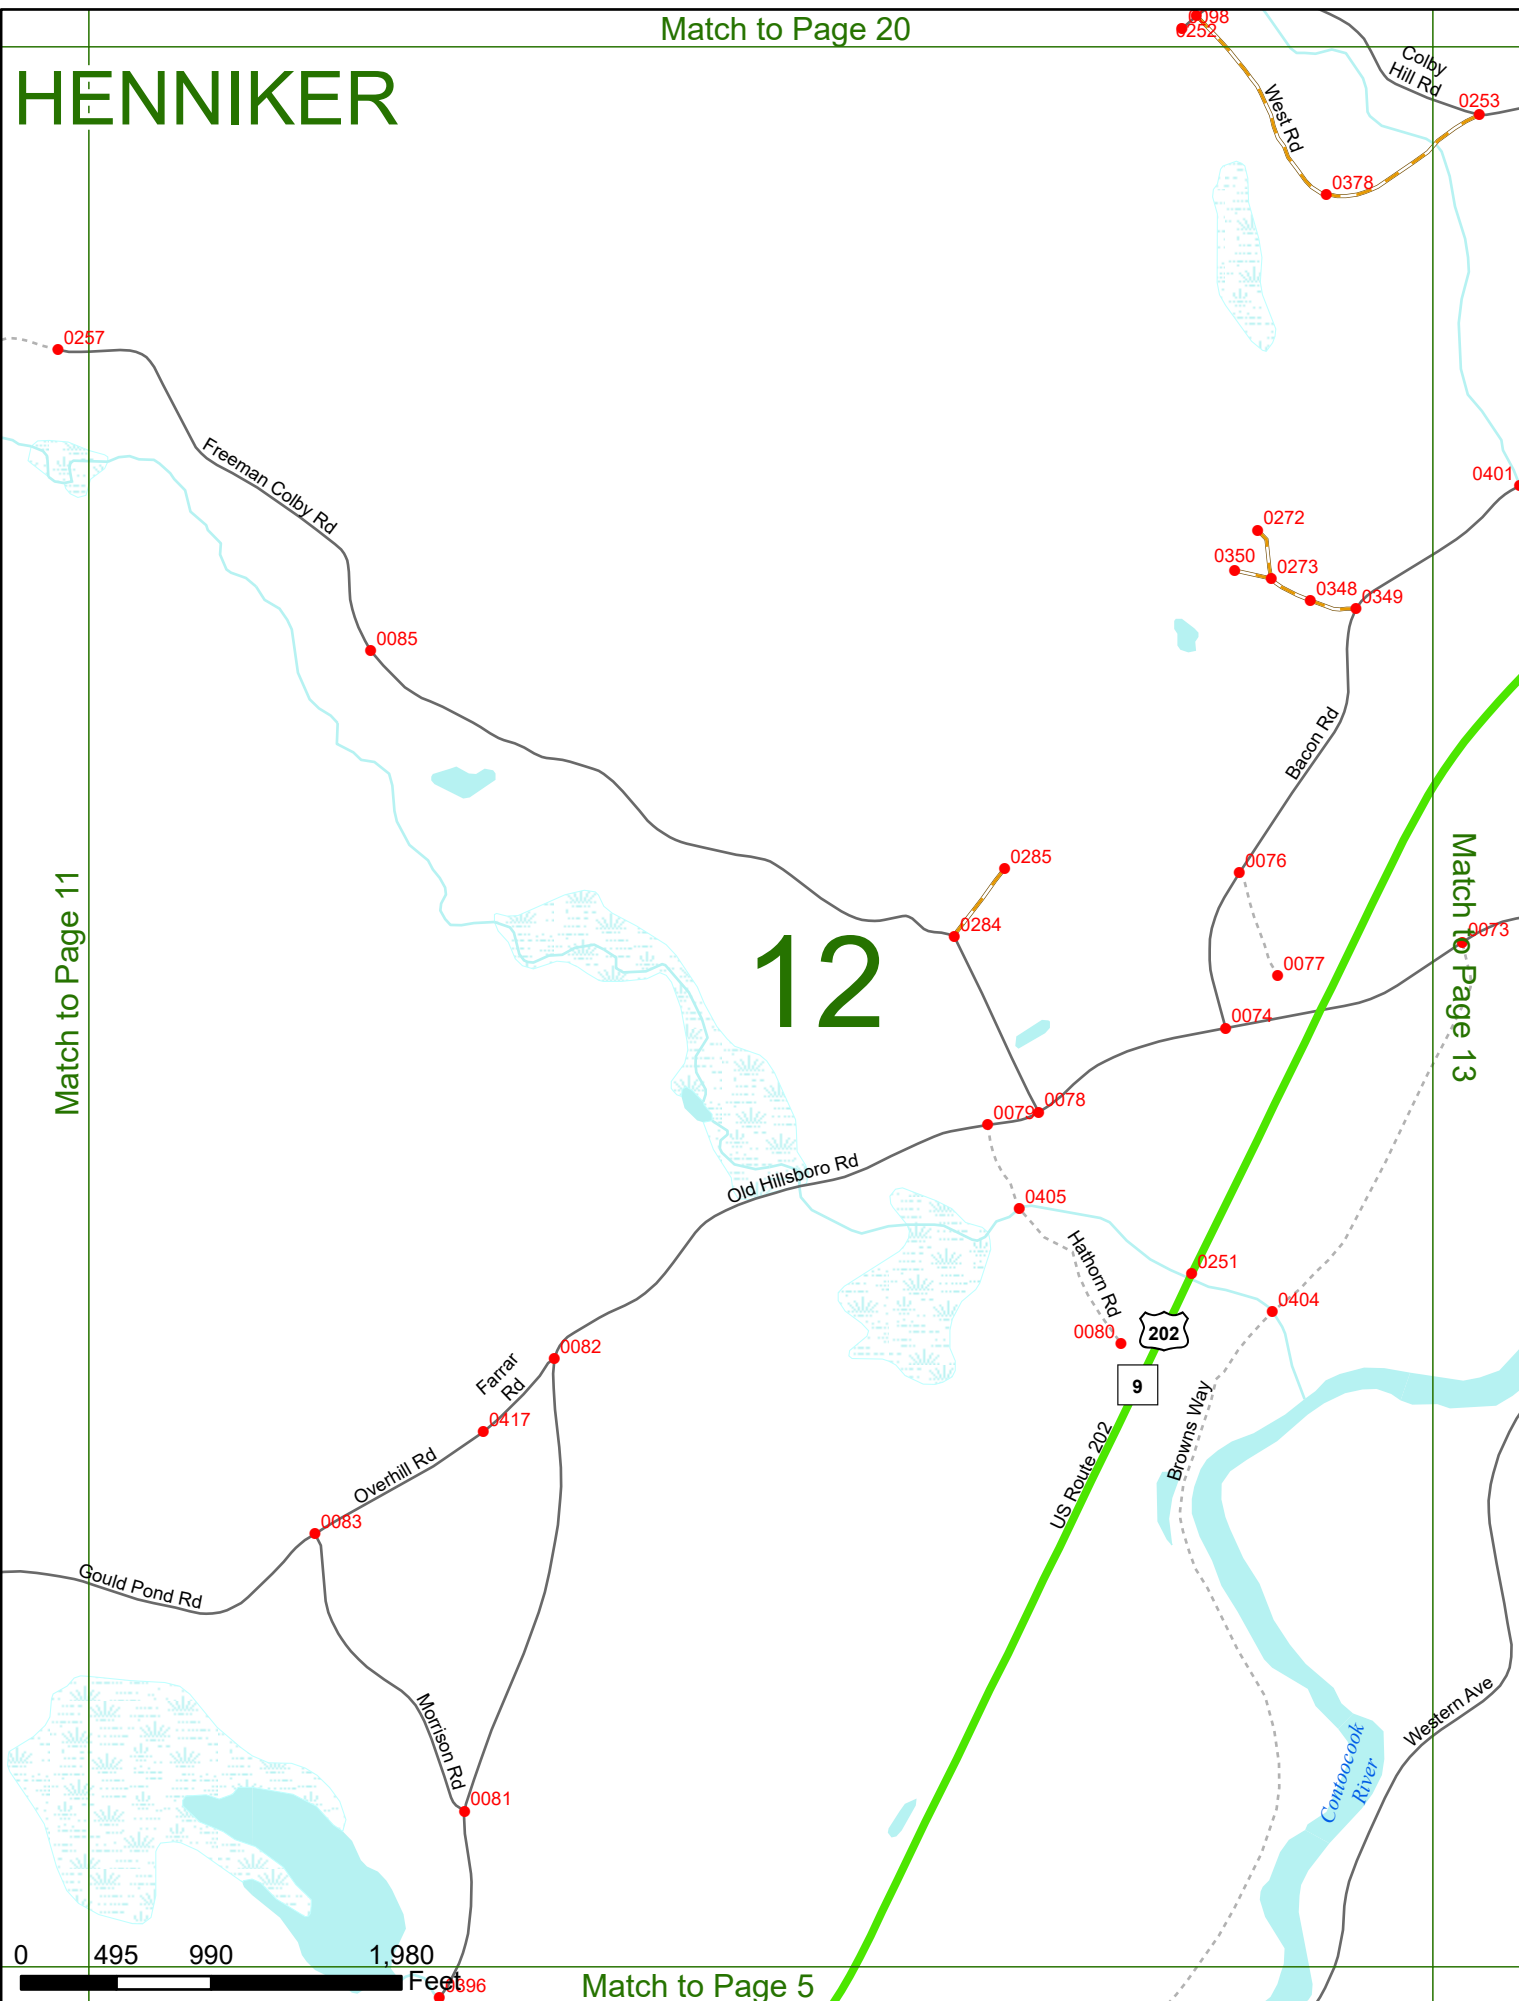 Match to Page 20
HENNIKER
0098
0252
Colby
Hill Rd
0253
West Rd
0378
0257
Freeman Colby Rd
0401
0272
0350
0273
0348
0349
0085
Bacon Rd
0285
0076
0284
12
0073
0077
0074
Match to Page 11
Match to Page 13
0078
0079
Old Hillsboro Rd
0405
Hathorn Rd
0251
0404
0080
202
9
0082
Farrar
Rd
0417
Browns Way
US Route 202
Overhill Rd
0083
Gould Pond Rd
Morrison Rd
Western Ave
Contoocook
River
0081
0 495 990 1,980
Feet
0396
Match to Page 5